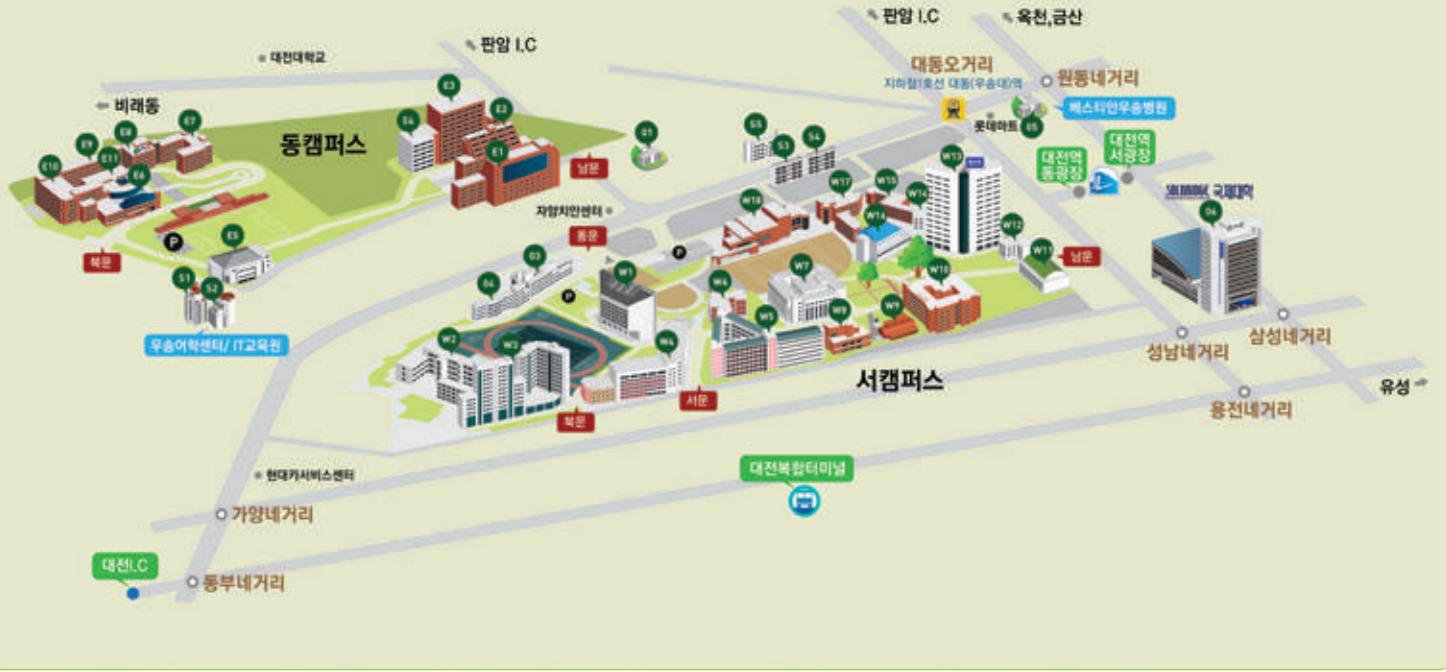 판암 I.C
옥천,금산
판암 I.C
대전대학교
대동오거리
지하철1호선 대동(우송대)역
원동네거리
비래동
베스티안우송병원
롯데마트
05
동캠퍼스
E3
E4
E2
E1
E7
E8
E9
E10
E11
E6
01
S5
S3
S4
W13
대전역
동광장
대전역
서광장
남문
W17
W15
W14
W16
W18
국제대학
06
자양치안센터
동문
P
P
E5
북문
S1
S2
03
04
P
W1
W12
W11
남문
W6
W7
W10
W8
W9
W5
우송어학센터/ IT교육원
W2
W3
W4
서캠퍼스
성남네거리
삼성네거리
유성
서문
북문
용전네거리
현대카서비스센터
대전복합터미널
가양네거리
대전I.C
동부네거리